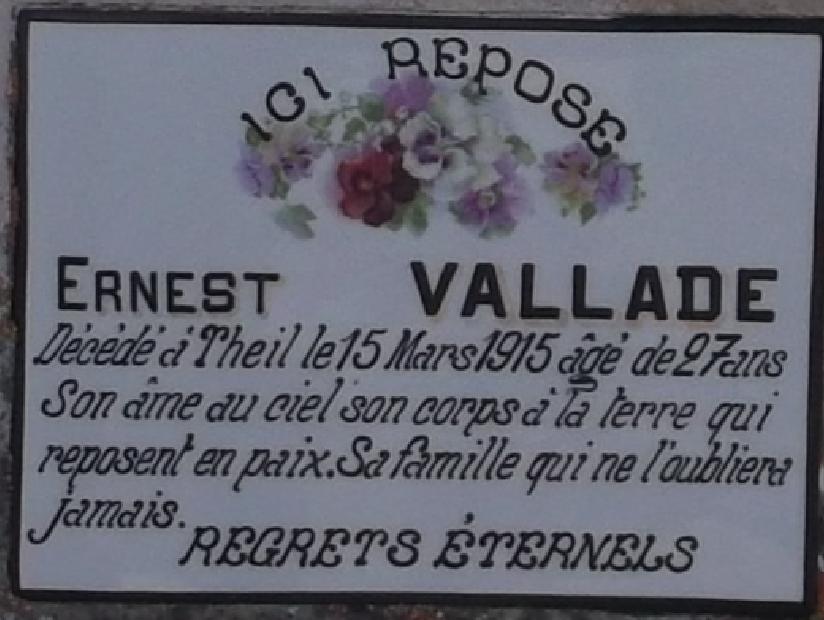 ICI REPOSE
ERNEST VALLADE
Décédé à Theil le 15 Mars 1915 âgé de 27 ans
Son âme au ciel son corps à la terre qui
reposent en paix. Sa famille qui ne l'oubliera
jamais.
REGRETS ÉTERNELS